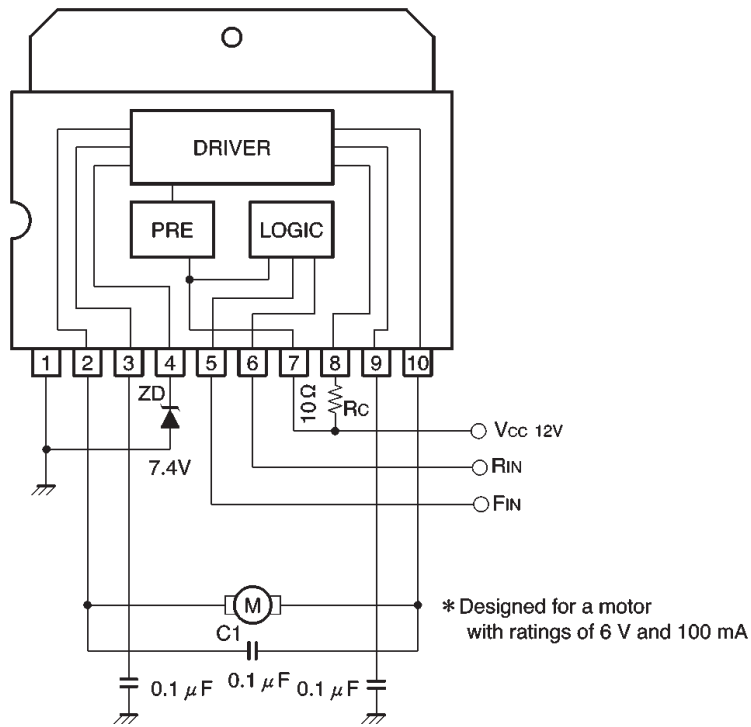 DRIVER
PRE
LOGIC
1 2 3 4 5 6 7 8 9 10
ZD
10Ω
RC
VCC 12V
7.4V
RIN
FIN
M
* Designed for a motor
with ratings of 6 V and 100 mA
C1
0.1 μF
0.1 μF
0.1 μF